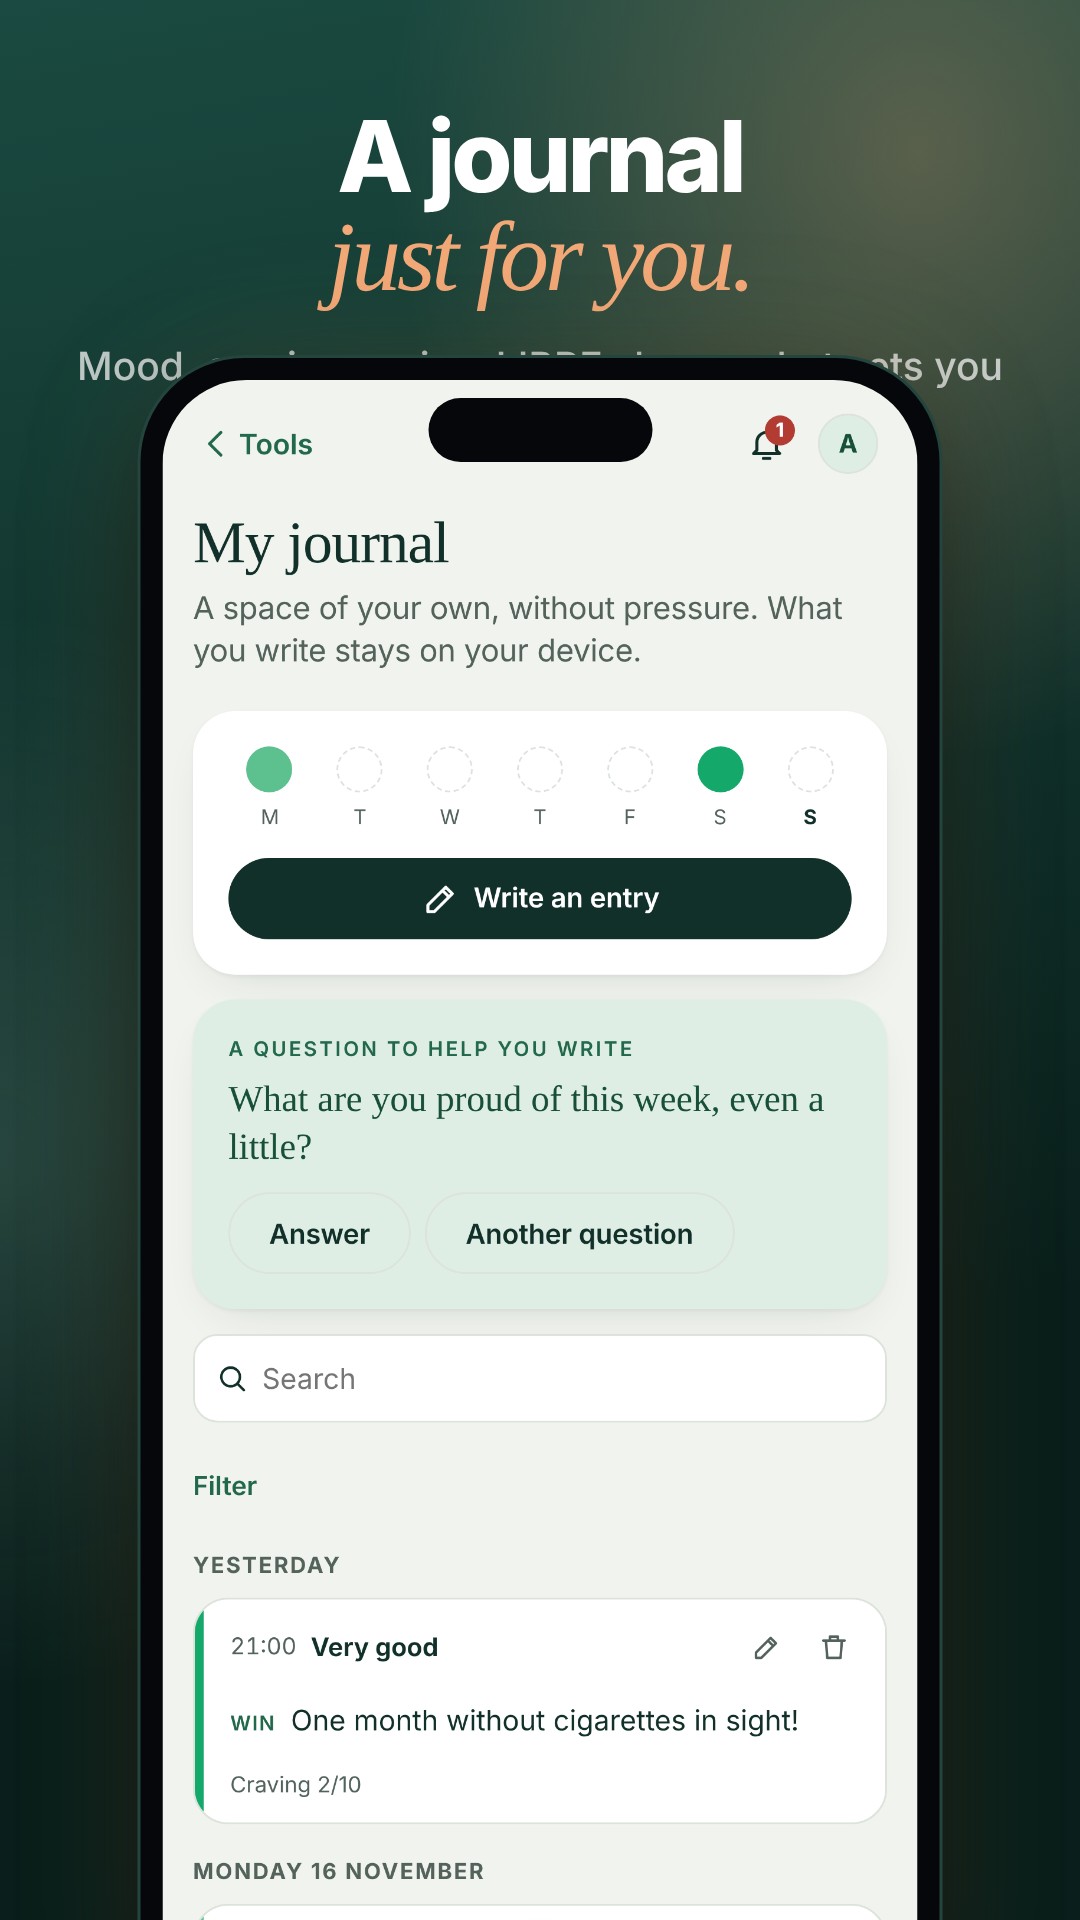 A journal
just for you.
Mood ts you
Tools
1
A
My journal
A space of your own, without pressure. What
you write stays on your device.
M T W T F S S
Write an entry
A QUESTION TO HELP YOU WRITE
What are you proud of this week, even a
little?
Answer Another question
Search
Filter
YESTERDAY
21:00 Very good
WIN One month without cigarettes in sight!
Craving 2/10
MONDAY 16 NOVEMBER